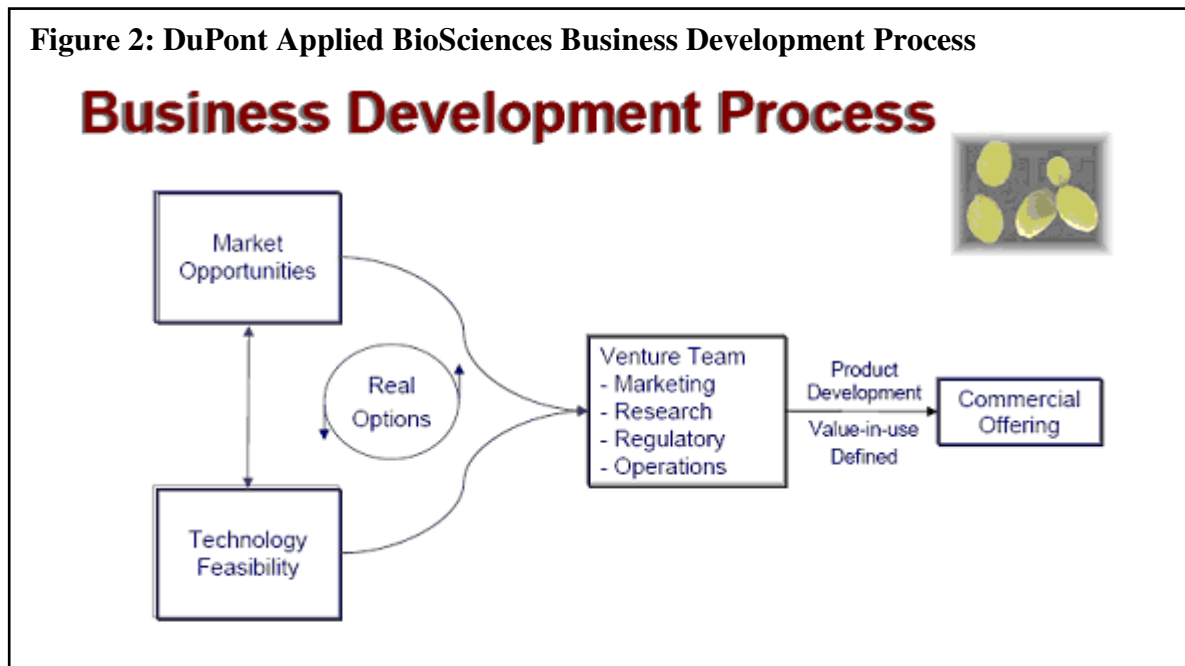 Figure 2: DuPont Applied BioSciences Business Development Process
Business Development Process
Market
Opportunities
Real
Options
Technology
Feasibility
Venture Team
- Marketing
- Research
- Regulatory
- Operations
Product
Development
Value-in-use
Defined
Commercial
Offering